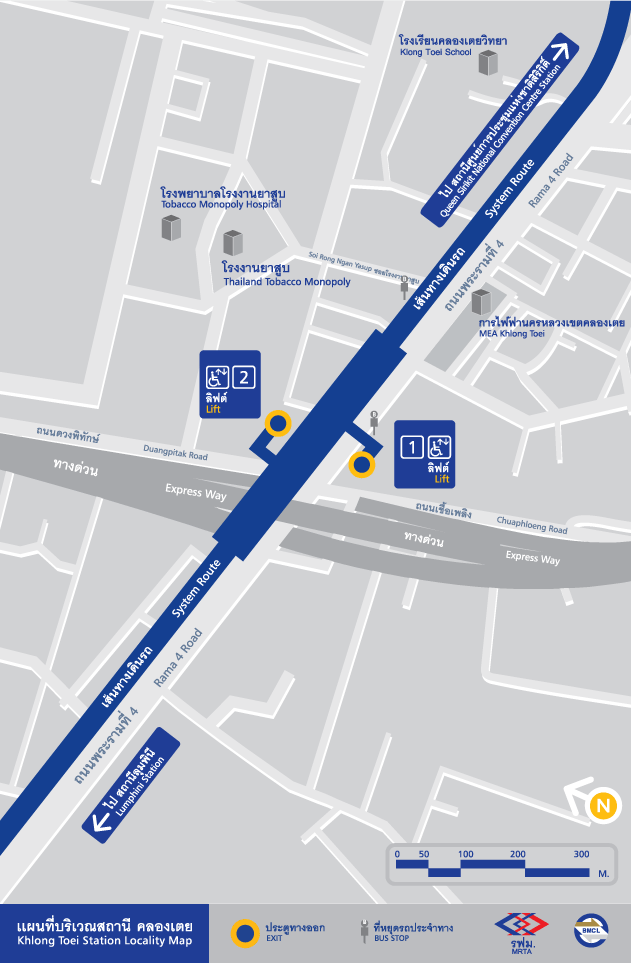 โรงเรียนคลองเตยวิทยา
Klong Toei School
ไป สถานีศูนย์การประชุมแห่งชาติสิริกิติ์
Queen Sirikit National Convention Centre Station
System Route
Rama 4 Road
โรงพยาบาลโรงงานยาสูบ
Tobacco Monopoly Hospital
โรงงานยาสูบ
Thailand Tobacco Monopoly
Soi Rong Ngan Yasup ซอยโรงงานยาสูบ
เส้นทางเดินรถ
ถนนพระรามที่ 4
การไฟฟ้านครหลวงเขตคลองเตย
MEA Khlong Toei
2
ลิฟต์
Lift
1
ลิฟต์
Lift
ถนนดวงพิทักษ์
Duangpitak Road
ทางด่วน
Express Way
ถนนเชื้อเพลิง
Chuaphloeng Road
ทางด่วน
Express Way
System Route
Rama 4 Road
เส้นทางเดินรถ
ถนนพระรามที่ 4
ไป สถานีลุมพินี
Lumphini Station
N
0 50 100 200 300
M.
แผนที่บริเวณสถานี คลองเตย
Khlong Toei Station Locality Map
ประตูทางออก
EXIT
ที่หยุดรถประจำทาง
BUS STOP
รฟม.
MRTA
BMCL